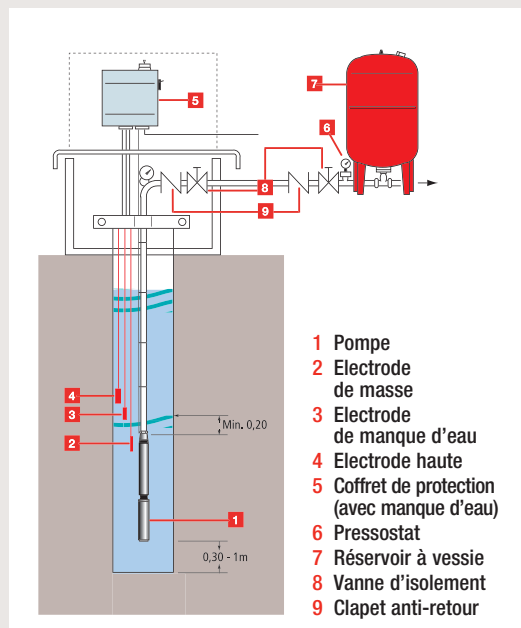 5
7
6
8
9
4
3
Min. 0,20
2
1
0,30 - 1m
1 Pompe
2 Electrode
de masse
3 Electrode
de manque d'eau
4 Electrode haute
5 Coffret de protection
(avec manque d'eau)
6 Pressostat
7 Réservoir à vessie
8 Vanne d'isolement
9 Clapet anti-retour